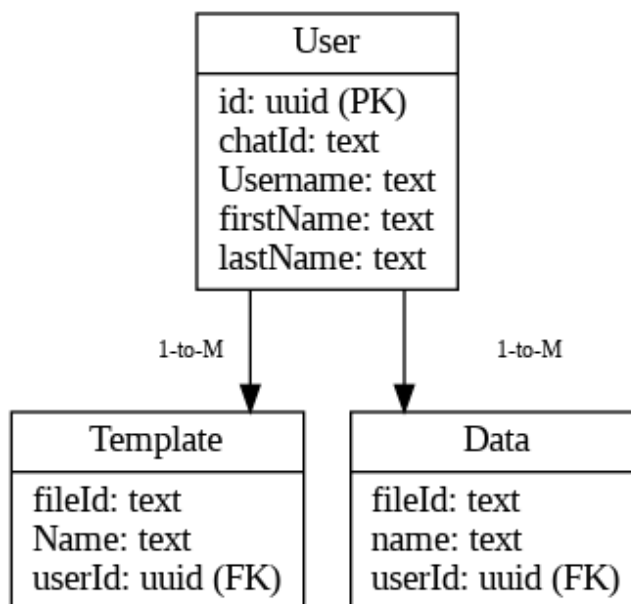 User
id: uuid (PK)
chatId: text
Username: text
firstName: text
lastName: text
1-to-M
1-to-M
Template
fileId: text
Name: text
userId: uuid (FK)
Data
fileId: text
name: text
userId: uuid (FK)